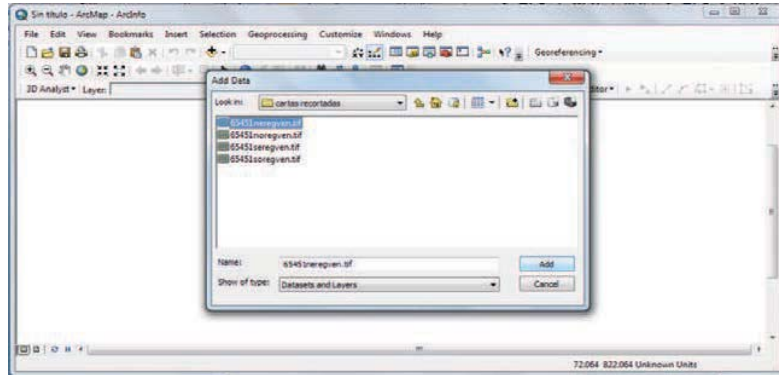 Sin título - ArcMap - ArcInfo
File Edit View Bookmarks Insert Selection Geoprocessing Customize Windows Help
Georeferencing
3D Analyst Layer:
Add Data
Look in: cartas recortadas
65451neregven.tif
65451noregven.tif
65451seregven.tif
65451soregven.tif
Name: 65451neregven.tif Add
Show of type: Datasets and Layers Cancel
72.064 822.064 Unknown Units